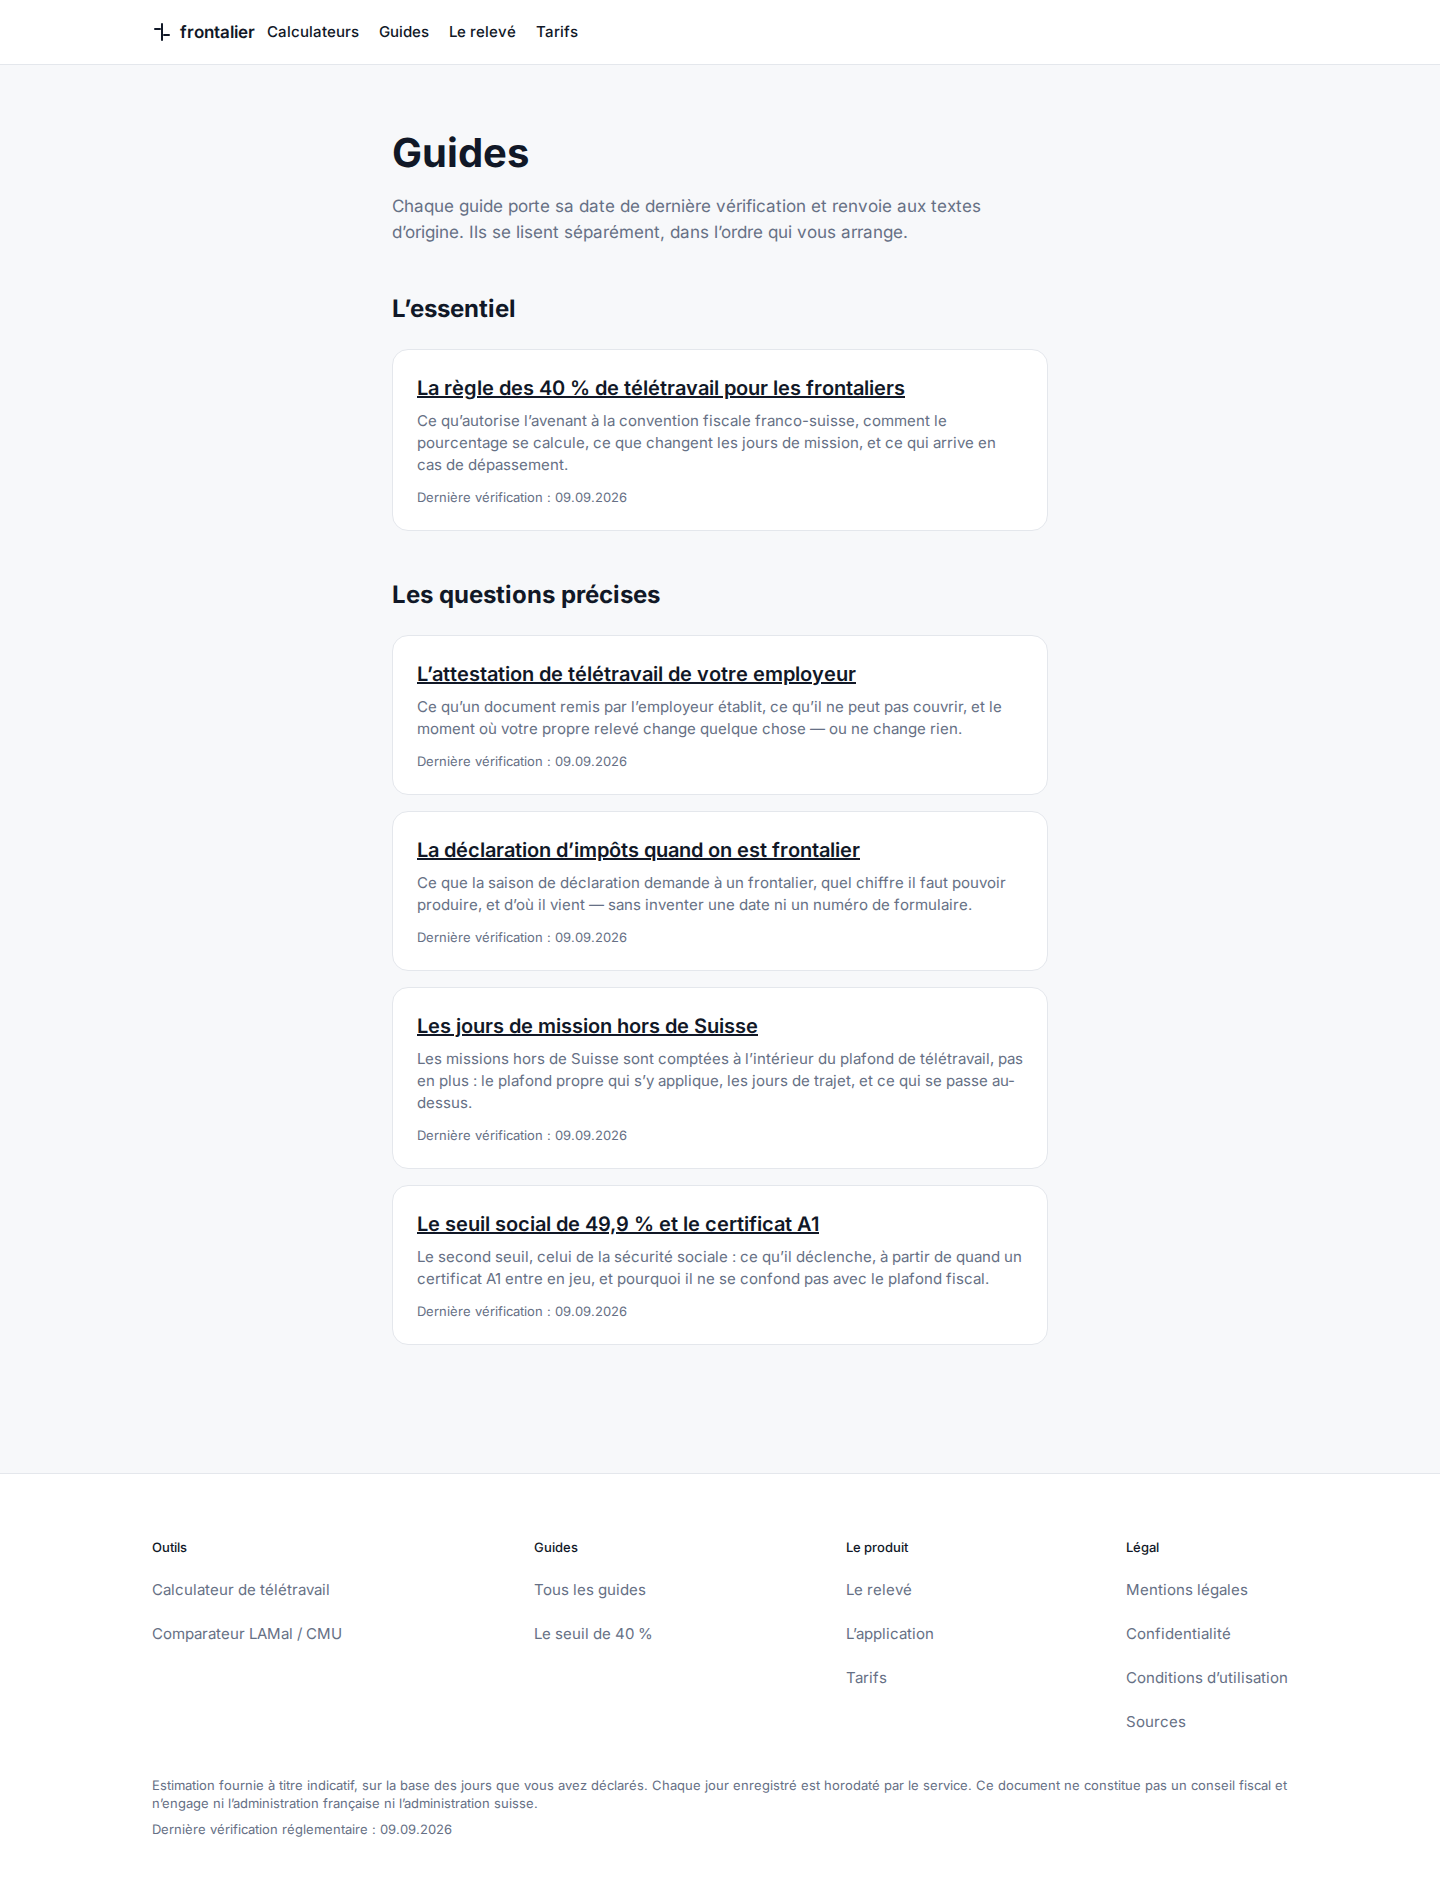 frontalier Calculateurs Guides Le relevé Tarifs
Guides
Chaque guide porte sa date de dernière vérification et renvoie aux textes
d’origine. Ils se lisent séparément, dans l’ordre qui vous arrange.
L’essentiel
La règle des 40 % de télétravail pour les frontaliers
Ce qu’autorise l’avenant à la convention fiscale franco-suisse, comment le
pourcentage se calcule, ce que changent les jours de mission, et ce qui arrive en
cas de dépassement.
Dernière vérification : 09.09.2026
Les questions précises
L’attestation de télétravail de votre employeur
Ce qu’un document remis par l’employeur établit, ce qu’il ne peut pas couvrir, et le
moment où votre propre relevé change quelque chose — ou ne change rien.
Dernière vérification : 09.09.2026
La déclaration d’impôts quand on est frontalier
Ce que la saison de déclaration demande à un frontalier, quel chiffre il faut pouvoir
produire, et d’où il vient — sans inventer une date ni un numéro de formulaire.
Dernière vérification : 09.09.2026
Les jours de mission hors de Suisse
Les missions hors de Suisse sont comptées à l’intérieur du plafond de télétravail, pas
en plus : le plafond propre qui s’y applique, les jours de trajet, et ce qui se passe au-
dessus.
Dernière vérification : 09.09.2026
Le seuil social de 49,9 % et le certificat A1
Le second seuil, celui de la sécurité sociale : ce qu’il déclenche, à partir de quand un
certificat A1 entre en jeu, et pourquoi il ne se confond pas avec le plafond fiscal.
Dernière vérification : 09.09.2026
Outils
Calculateur de télétravail
Comparateur LAMal / CMU
Guides
Tous les guides
Le seuil de 40 %
Le produit
Le relevé
L’application
Tarifs
Légal
Mentions légales
Confidentialité
Conditions d’utilisation
Sources
Estimation fournie à titre indicatif, sur la base des jours que vous avez déclarés. Chaque jour enregistré est horodaté par le service. Ce document ne constitue pas un conseil fiscal et
n’engage ni l’administration française ni l’administration suisse.
Dernière vérification réglementaire : 09.09.2026